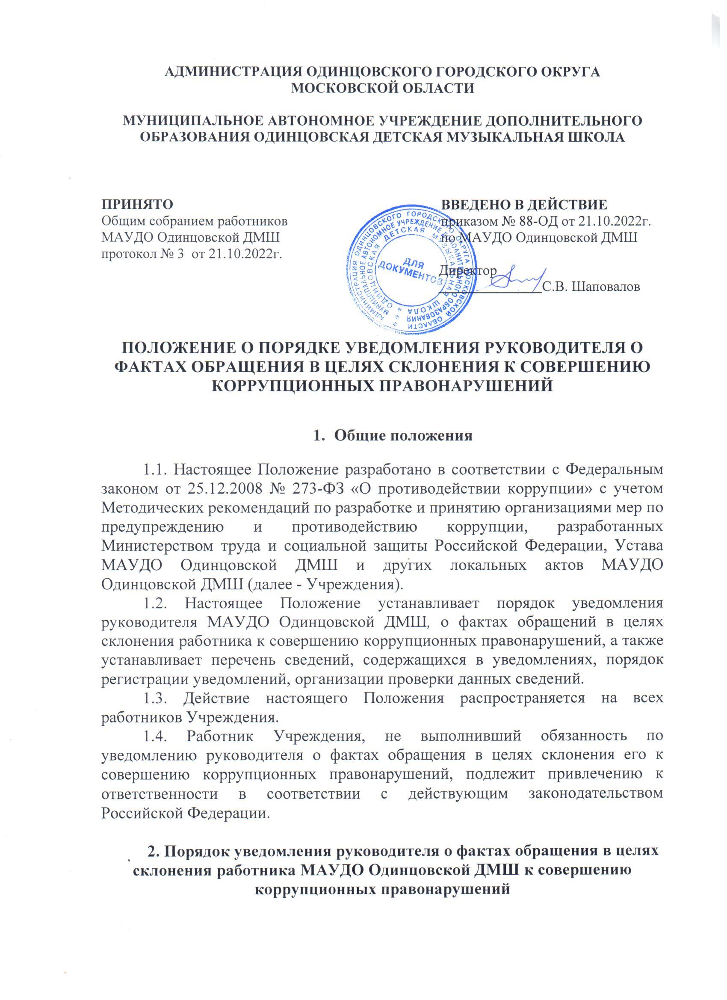 АДМИНИСТРАЦИЯ ОДИНЦОВСКОГО ГОРОДСКОГО ОКРУГА
МОСКОВСКОЙ ОБЛАСТИ
МУНИЦИПАЛЬНОЕ АВТОНОМНОЕ УЧРЕЖДЕНИЕ ДОПОЛНИТЕЛЬНОГО
ОБРАЗОВАНИЯ ОДИНЦОВСКАЯ ДЕТСКАЯ МУЗЫКАЛЬНАЯ ШКОЛА
ПРИНЯТО
Общим собранием работников
МАУДО Одинцовской ДМШ
протокол № 3 от 21.10.2022г.
ВВЕДЕНО В ДЕЙСТВИЕ
приказом № 88-ОД от 21.10.2022г.
по МАУДО Одинцовской ДМШ
Директор
С.В. Шаповалов
АДМИНИСТРАЦИЯ ОДИНЦОВСКОГО ГОРОДСКОГО ОКРУГА МОСКОВСКОЙ ОБЛАСТИ *
МУНИЦИПАЛЬНОЕ АВТОНОМНОЕ УЧРЕЖДЕНИЕ ДОПОЛНИТЕЛЬНОГО ОБРАЗОВАНИЯ *
ОДИНЦОВСКАЯ ДЕТСКАЯ МУЗЫКАЛЬНАЯ ШКОЛА *
ДЛЯ
ДОКУМЕНТОВ
ПОЛОЖЕНИЕ О ПОРЯДКЕ УВЕДОМЛЕНИЯ РУКОВОДИТЕЛЯ О
ФАКТАХ ОБРАЩЕНИЯ В ЦЕЛЯХ СКЛОНЕНИЯ К СОВЕРШЕНИЮ
КОРРУПЦИОННЫХ ПРАВОНАРУШЕНИЙ
1. Общие положения
1.1. Настоящее Положение разработано в соответствии с Федеральным
законом от 25.12.2008 № 273-ФЗ «О противодействии коррупции» с учетом
Методических рекомендаций по разработке и принятию организациями мер по
предупреждению и противодействию коррупции, разработанных
Министерством труда и социальной защиты Российской Федерации, Устава
МАУДО Одинцовской ДМШ и других локальных актов МАУДО
Одинцовской ДМШ (далее - Учреждения).
1.2. Настоящее Положение устанавливает порядок уведомления
руководителя МАУДО Одинцовской ДМШ, о фактах обращений в целях
склонения работника к совершению коррупционных правонарушений, а также
устанавливает перечень сведений, содержащихся в уведомлениях, порядок
регистрации уведомлений, организации проверки данных сведений.
1.3. Действие настоящего Положения распространяется на всех
работников Учреждения.
1.4. Работник Учреждения, не выполнивший обязанность по
уведомлению руководителя о фактах обращения в целях склонения его к
совершению коррупционных правонарушений, подлежит привлечению к
ответственности в соответствии с действующим законодательством
Российской Федерации.
2. Порядок уведомления руководителя о фактах обращения в целях
склонения работника МАУДО Одинцовской ДМШ к совершению
коррупционных правонарушений